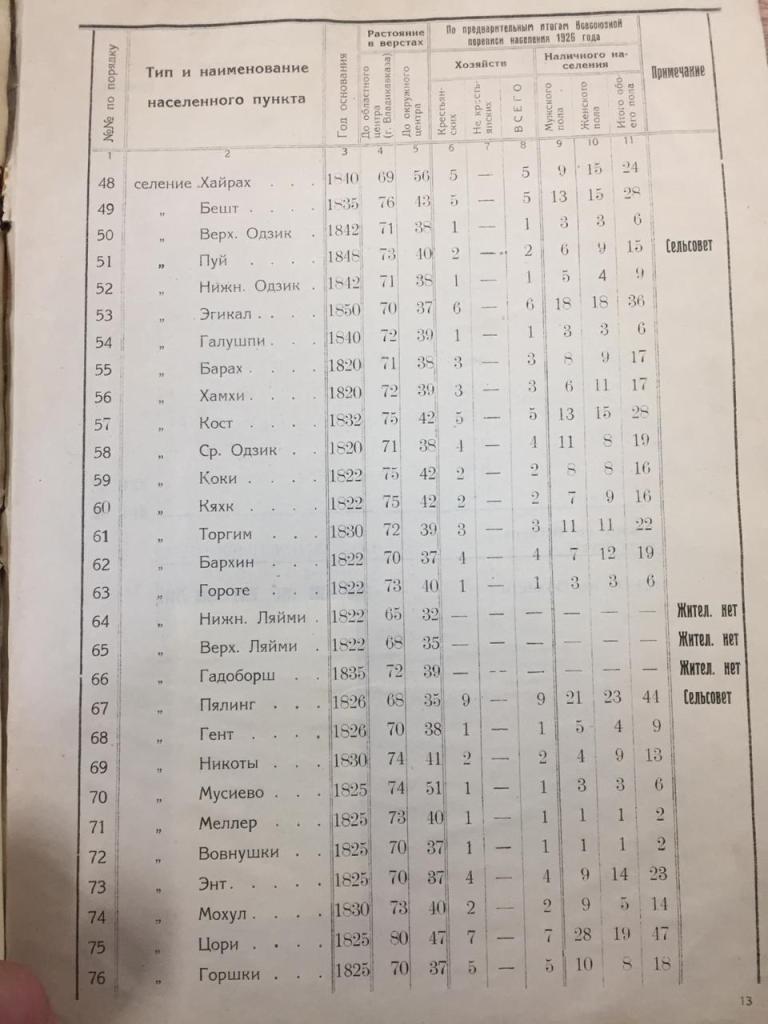 №№ по порядку | Тип и наименование населенного пункта | Год основания | Растояние в верстах | По предварительным итогам Всесоюзной переписи населения 1926 года | Примечание
До областного центра (г. Владикавказа) | До окружного центра | Хозяйств | Наличного населения
Крестьянских | Не крестьянских | ВСЕГО | Мужского пола | Женского пола | Итого обоего пола
1 2 3 4 5 6 7 8 9 10 11
48 селение Хайрах . . . 1840 69 56 5 — 5 9 15 24
49 „ Бешт . . . . 1835 76 43 5 — 5 13 15 28
50 „ Верх. Одзик . 1842 71 38 1 — 1 3 3 6
51 „ Пуй . . . . 1848 73 40 2 — 2 6 9 15 Сельсовет
52 „ Нижн. Одзик . 1842 71 38 1 — 1 5 4 9
53 „ Эгикал . . . . 1850 70 37 6 — 6 18 18 36
54 „ Галушпи . . . 1840 72 39 1 — 1 3 3 6
55 „ Барах . . . . 1820 71 38 3 — 3 8 9 17
56 „ Хамхи . . . . 1820 72 39 3 — 3 6 11 17
57 „ Кост . . . . 1832 75 42 5 — 5 13 15 28
58 „ Ср. Одзик . . 1820 71 38 4 — 4 11 8 19
59 „ Коки . . . . 1822 75 42 2 — 2 8 8 16
60 „ Кяхк . . . . 1822 75 42 2 — 2 7 9 16
61 „ Торгим . . . 1830 72 39 3 — 3 11 11 22
62 „ Бархин . . . 1822 70 37 4 — 4 7 12 19
63 „ Гороте . . . 1822 73 40 1 — 1 3 3 6
64 „ Нижн. Ляйми . 1822 65 32 — — — — — — Жител. нет
65 „ Верх. Ляйми . 1822 68 35 — — — — — — Жител. нет
66 „ Гадоборш . . 1835 72 39 — — — — — — Жител. нет
67 „ Пялинг . . . 1826 68 35 9 — 9 21 23 44 Сельсовет
68 „ Гент . . . . 1826 70 38 1 — 1 5 4 9
69 „ Никоты . . . 1830 74 41 2 — 2 4 9 13
70 „ Мусиево . . . 1825 74 51 1 — 1 3 3 6
71 „ Меллер . . . 1825 73 40 1 — 1 1 1 2
72 „ Вовнушки . . 1825 70 37 1 — 1 1 1 2
73 „ Энт . . . . . 1825 70 37 4 — 4 9 14 23
74 „ Мохул . . . . 1830 73 40 2 — 2 9 5 14
75 „ Цори . . . . 1825 80 47 7 — 7 28 19 47
76 „ Горшки . . . 1825 70 37 5 — 5 10 8 18
13